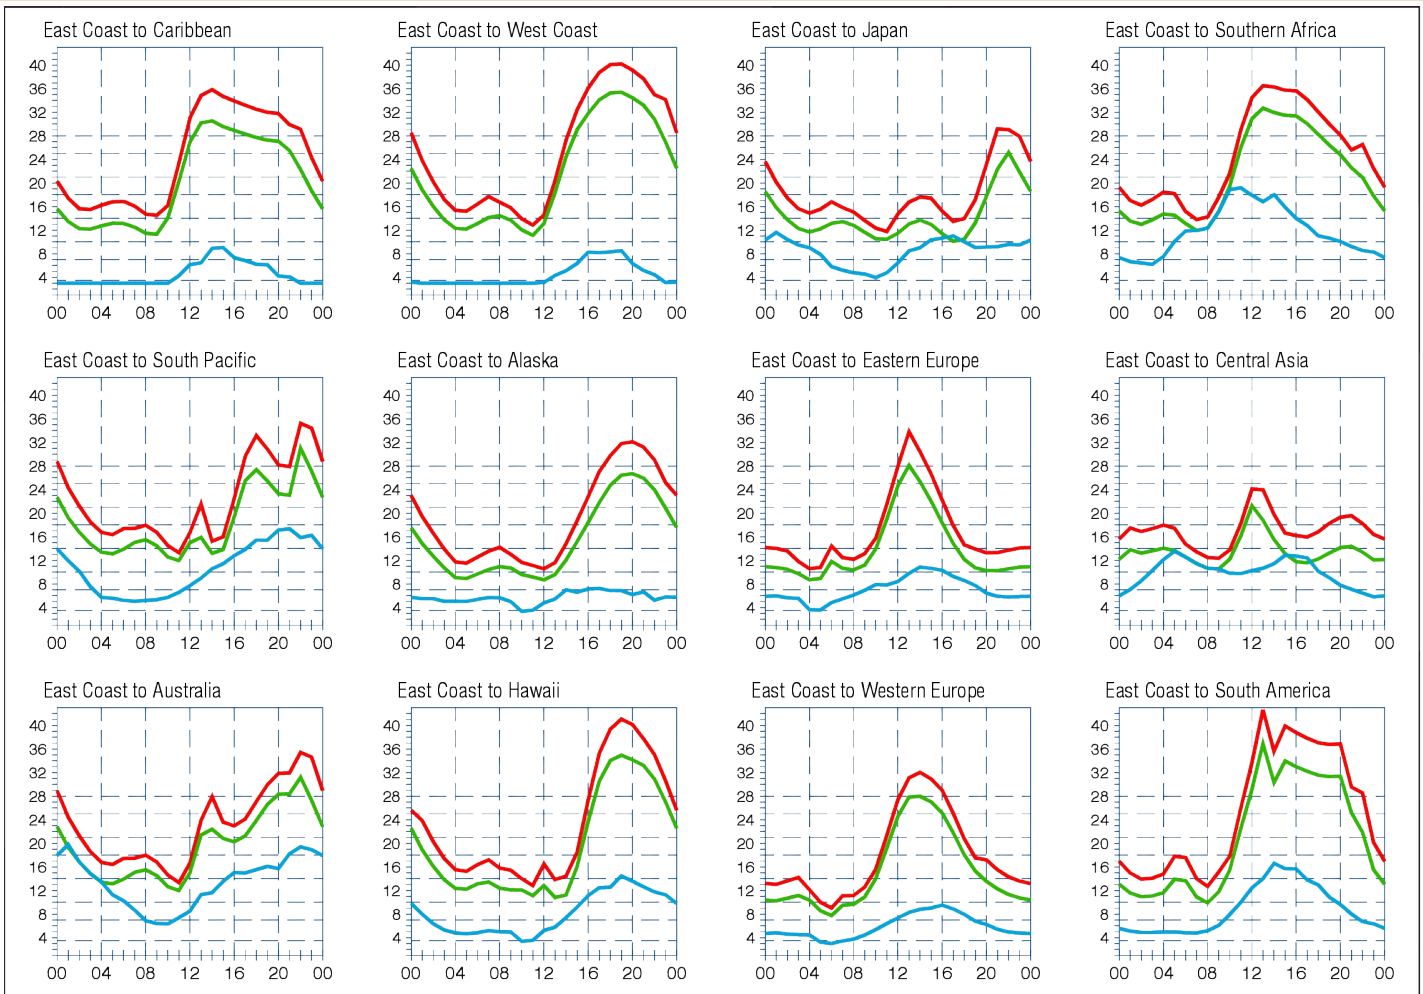 East Coast to Caribbean East Coast to West Coast East Coast to Japan East Coast to Southern Africa
40 40 40 40
36 36 36 36
32 32 32 32
28 28 28 28
24 24 24 24
20 20 20 20
16 16 16 16
12 12 12 12
8 8 8 8
4 4 4 4
00 04 08 12 16 20 00 00 04 08 12 16 20 00 00 04 08 12 16 20 00 00 04 08 12 16 20 00
East Coast to South Pacific East Coast to Alaska East Coast to Eastern Europe East Coast to Central Asia
40 40 40 40
36 36 36 36
32 32 32 32
28 28 28 28
24 24 24 24
20 20 20 20
16 16 16 16
12 12 12 12
8 8 8 8
4 4 4 4
00 04 08 12 16 20 00 00 04 08 12 16 20 00 00 04 08 12 16 20 00 00 04 08 12 16 20 00
East Coast to Australia East Coast to Hawaii East Coast to Western Europe East Coast to South America
40 40 40 40
36 36 36 36
32 32 32 32
28 28 28 28
24 24 24 24
20 20 20 20
16 16 16 16
12 12 12 12
8 8 8 8
4 4 4 4
00 04 08 12 16 20 00 00 04 08 12 16 20 00 00 04 08 12 16 20 00 00 04 08 12 16 20 00